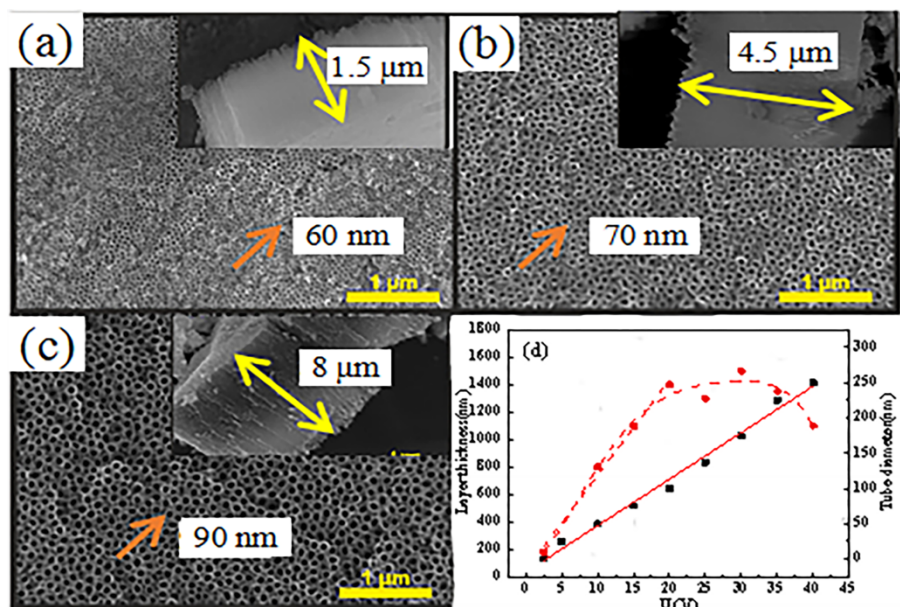 (a)
1.5 µm
60 nm
1 µm
(b)
4.5 µm
70 nm
1 µm
(c)
8 µm
90 nm
1 µm
(d)
1800
1600
1400
1200
1000
800
600
400
200
0
Layer thickness(nm)
300
250
200
150
100
50
0
Tube diameter(nm)
0 5 10 15 20 25 30 35 40 45